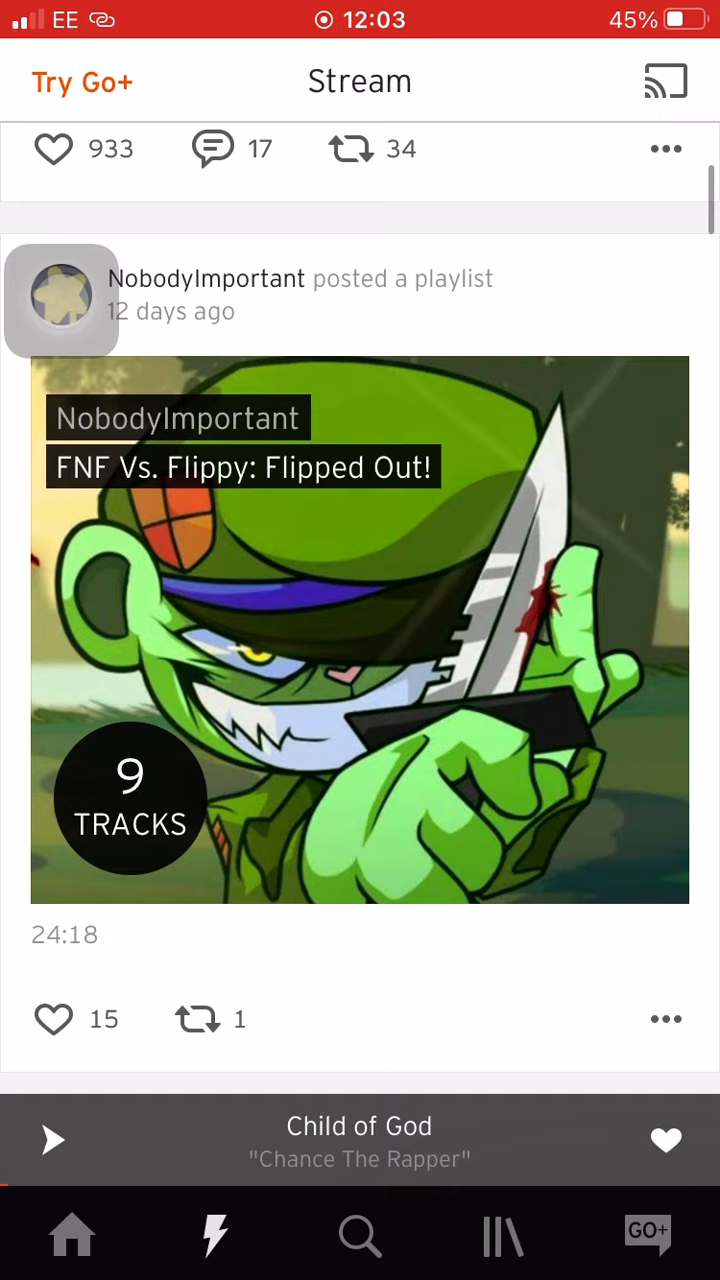 EE 12:03 45%
Try Go+ Stream
933 17 34
NobodyImportant posted a playlist
12 days ago
NobodyImportant
FNF Vs. Flippy: Flipped Out!
9
TRACKS
24:18
15 1
Child of God
"Chance The Rapper"
GO+